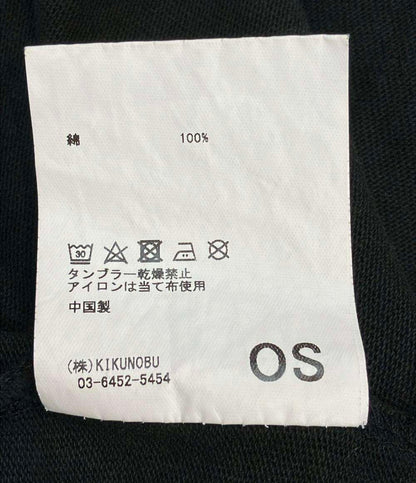 綿 100%
30
タンブラー乾燥禁止
アイロンは当て布使用
中国製
(株)KIKUNOBU
03-6452-5454
OS